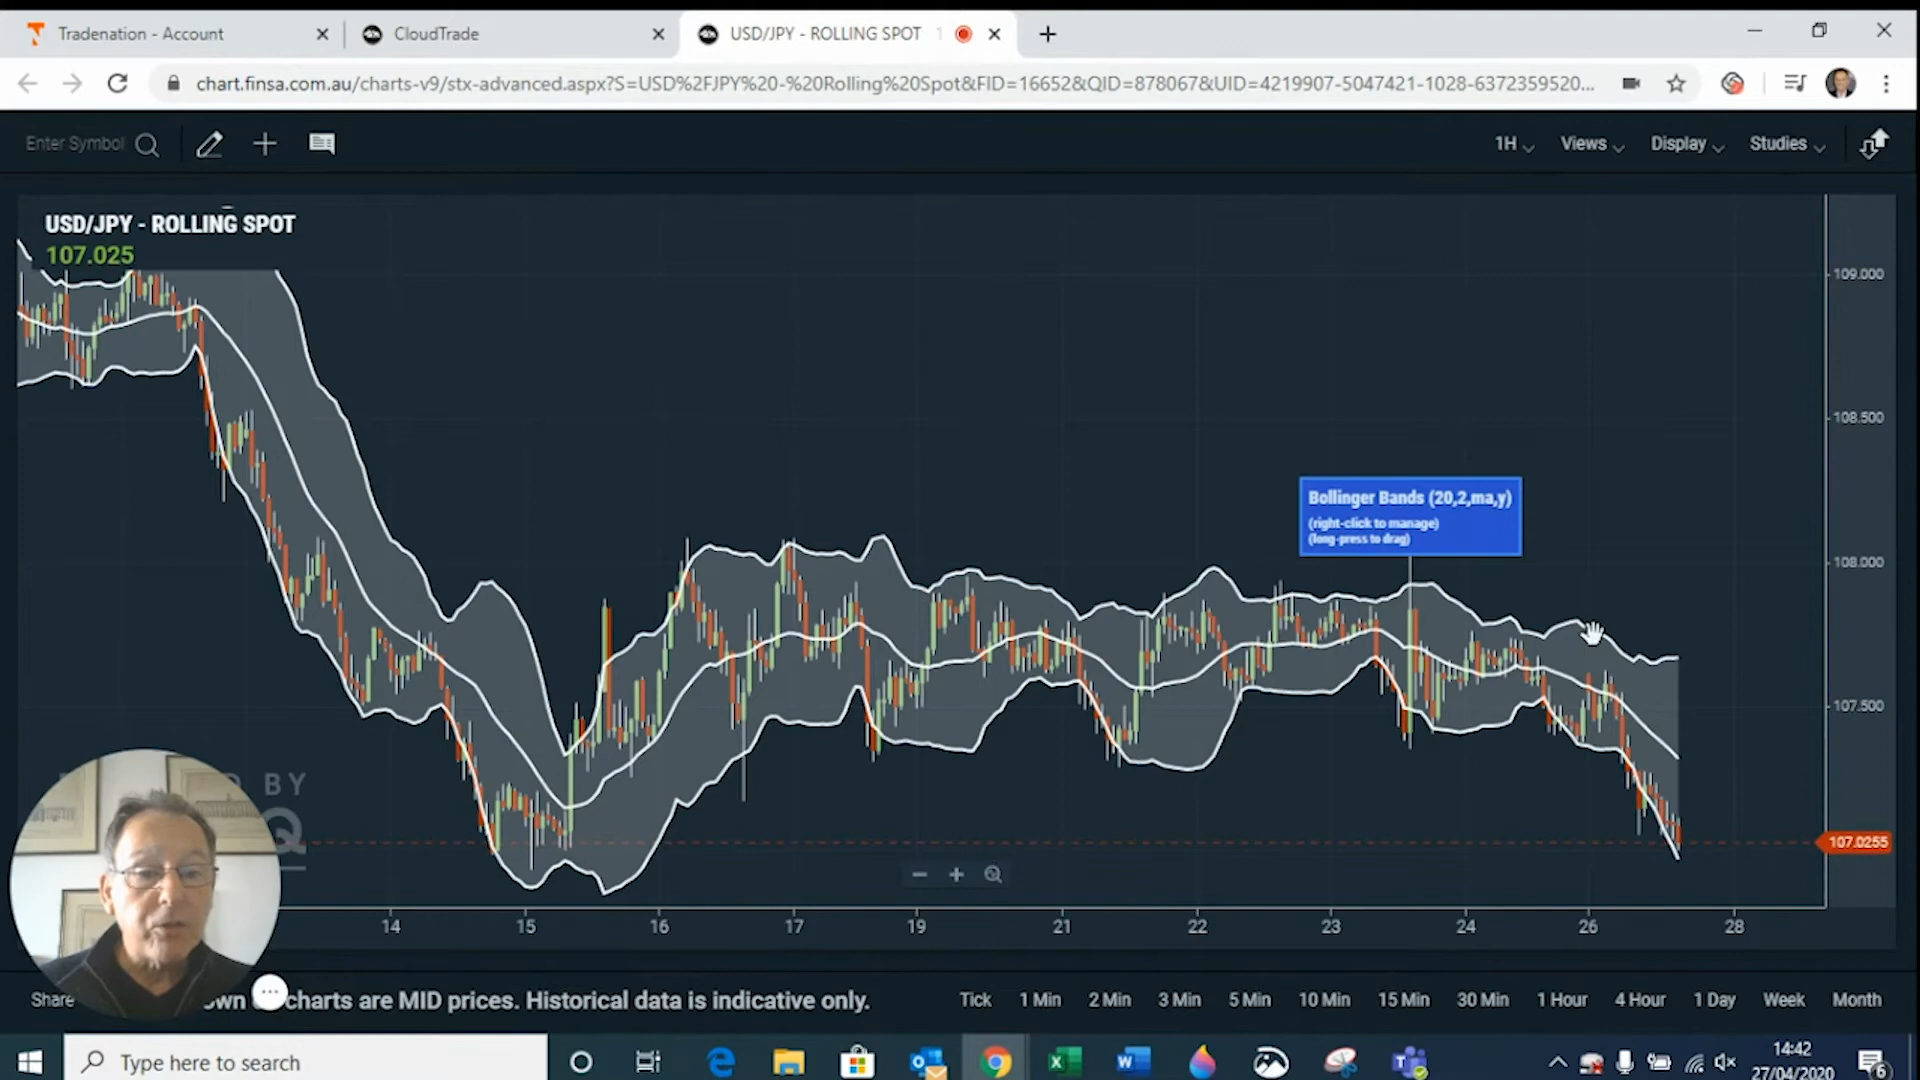 Tradenation - Account
CloudTrade
USD/JPY - ROLLING SPOT
chart.finsa.com.au/charts-v9/stx-advanced.aspx?S=USD%2FJPY%20-%20Rolling%20Spot&FID=16652&QID=878067&UID=4219907-5047421-1028-6372359520...
Enter Symbol
1H Views Display Studies
USD/JPY - ROLLING SPOT
107.025
109.000
108.500
Bollinger Bands (20,2,ma,y)
(right-click to manage)
(long-press to drag)
108.000
107.500
BY
Q
107.0255
14 15 16 17 19 21 22 23 24 26 28
Share
own charts are MID prices. Historical data is indicative only.
Tick 1 Min 2 Min 3 Min 5 Min 10 Min 15 Min 30 Min 1 Hour 4 Hour 1 Day Week Month
Type here to search
14:42
27/04/2020
6